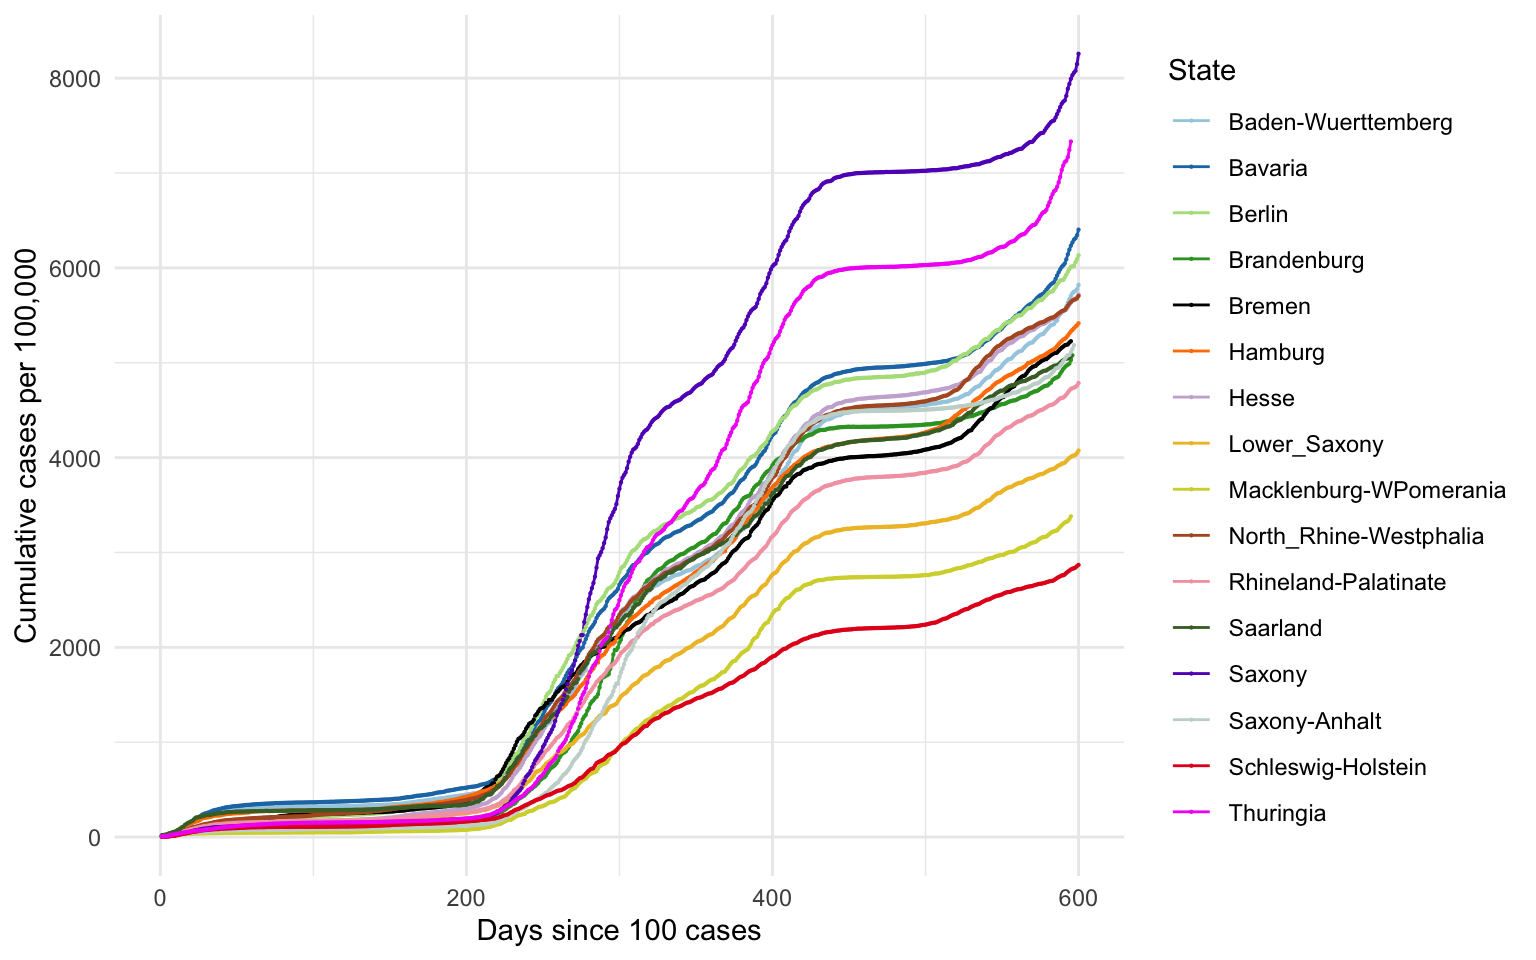 Cumulative cases per 100,000
8000
6000
4000
2000
0
0 200 400 600
Days since 100 cases
State
Baden-Wuerttemberg
Bavaria
Berlin
Brandenburg
Bremen
Hamburg
Hesse
Lower_Saxony
Macklenburg-WPomerania
North_Rhine-Westphalia
Rhineland-Palatinate
Saarland
Saxony
Saxony-Anhalt
Schleswig-Holstein
Thuringia